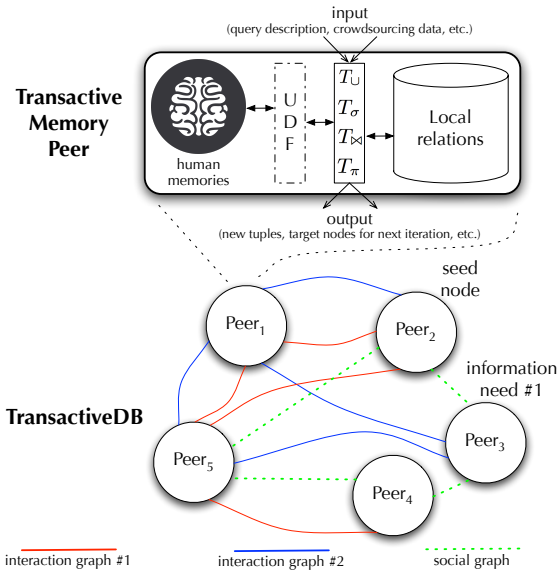 input
(query description, crowdsourcing data, etc.)
Transactive
Memory
Peer
human
memories
U
D
F
T∪
Tσ
T⋈
Tπ
Local
relations
output
(new tuples, target nodes for next iteration, etc.)
seed
node
Peer₁
Peer₂
information
need #1
TransactiveDB
Peer₃
Peer₅
Peer₄
interaction graph #1
interaction graph #2
social graph